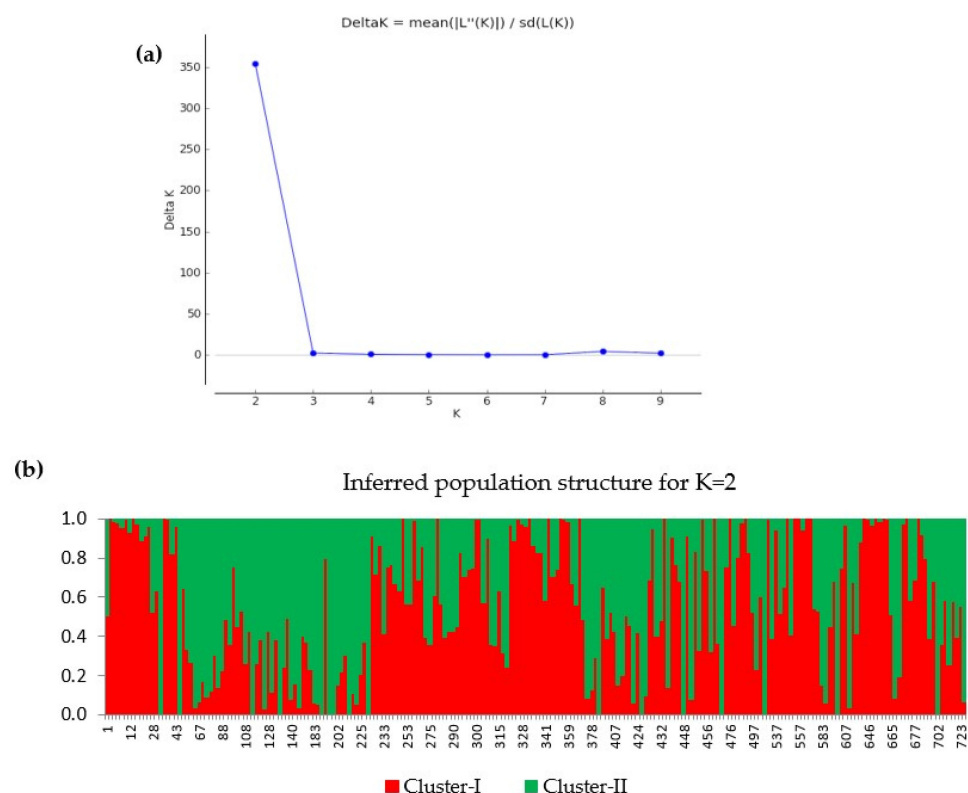 DeltaK = mean(|L''(K)|) / sd(L(K))
(a)
350
300
250
200
150
100
50
0
Delta K
2 3 4 5 6 7 8 9
K
(b)
Inferred population structure for K=2
1.0
0.8
0.6
0.4
0.2
0.0
1 12 28 43 67 88 108 128 140 183 202 225 233 253 275 290 300 315 328 341 359 378 407 424 432 448 456 476 497 537 557 583 607 646 665 677 702 723
Cluster-I Cluster-II